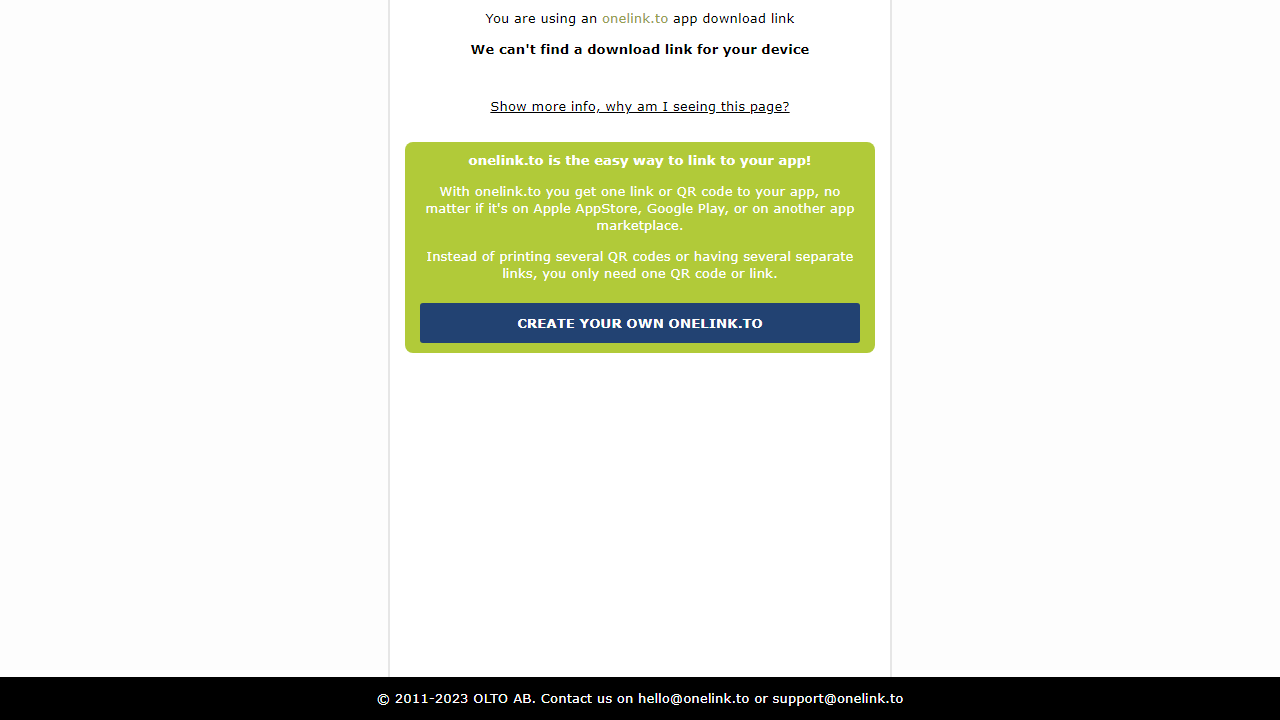 You are using an onelink.to app download link
We can't find a download link for your device
Show more info, why am I seeing this page?
onelink.to is the easy way to link to your app!
With onelink.to you get one link or QR code to your app, no
matter if it's on Apple AppStore, Google Play, or on another app
marketplace.
Instead of printing several QR codes or having several separate
links, you only need one QR code or link.
CREATE YOUR OWN ONELINK.TO
© 2011-2023 OLTO AB. Contact us on hello@onelink.to or support@onelink.to